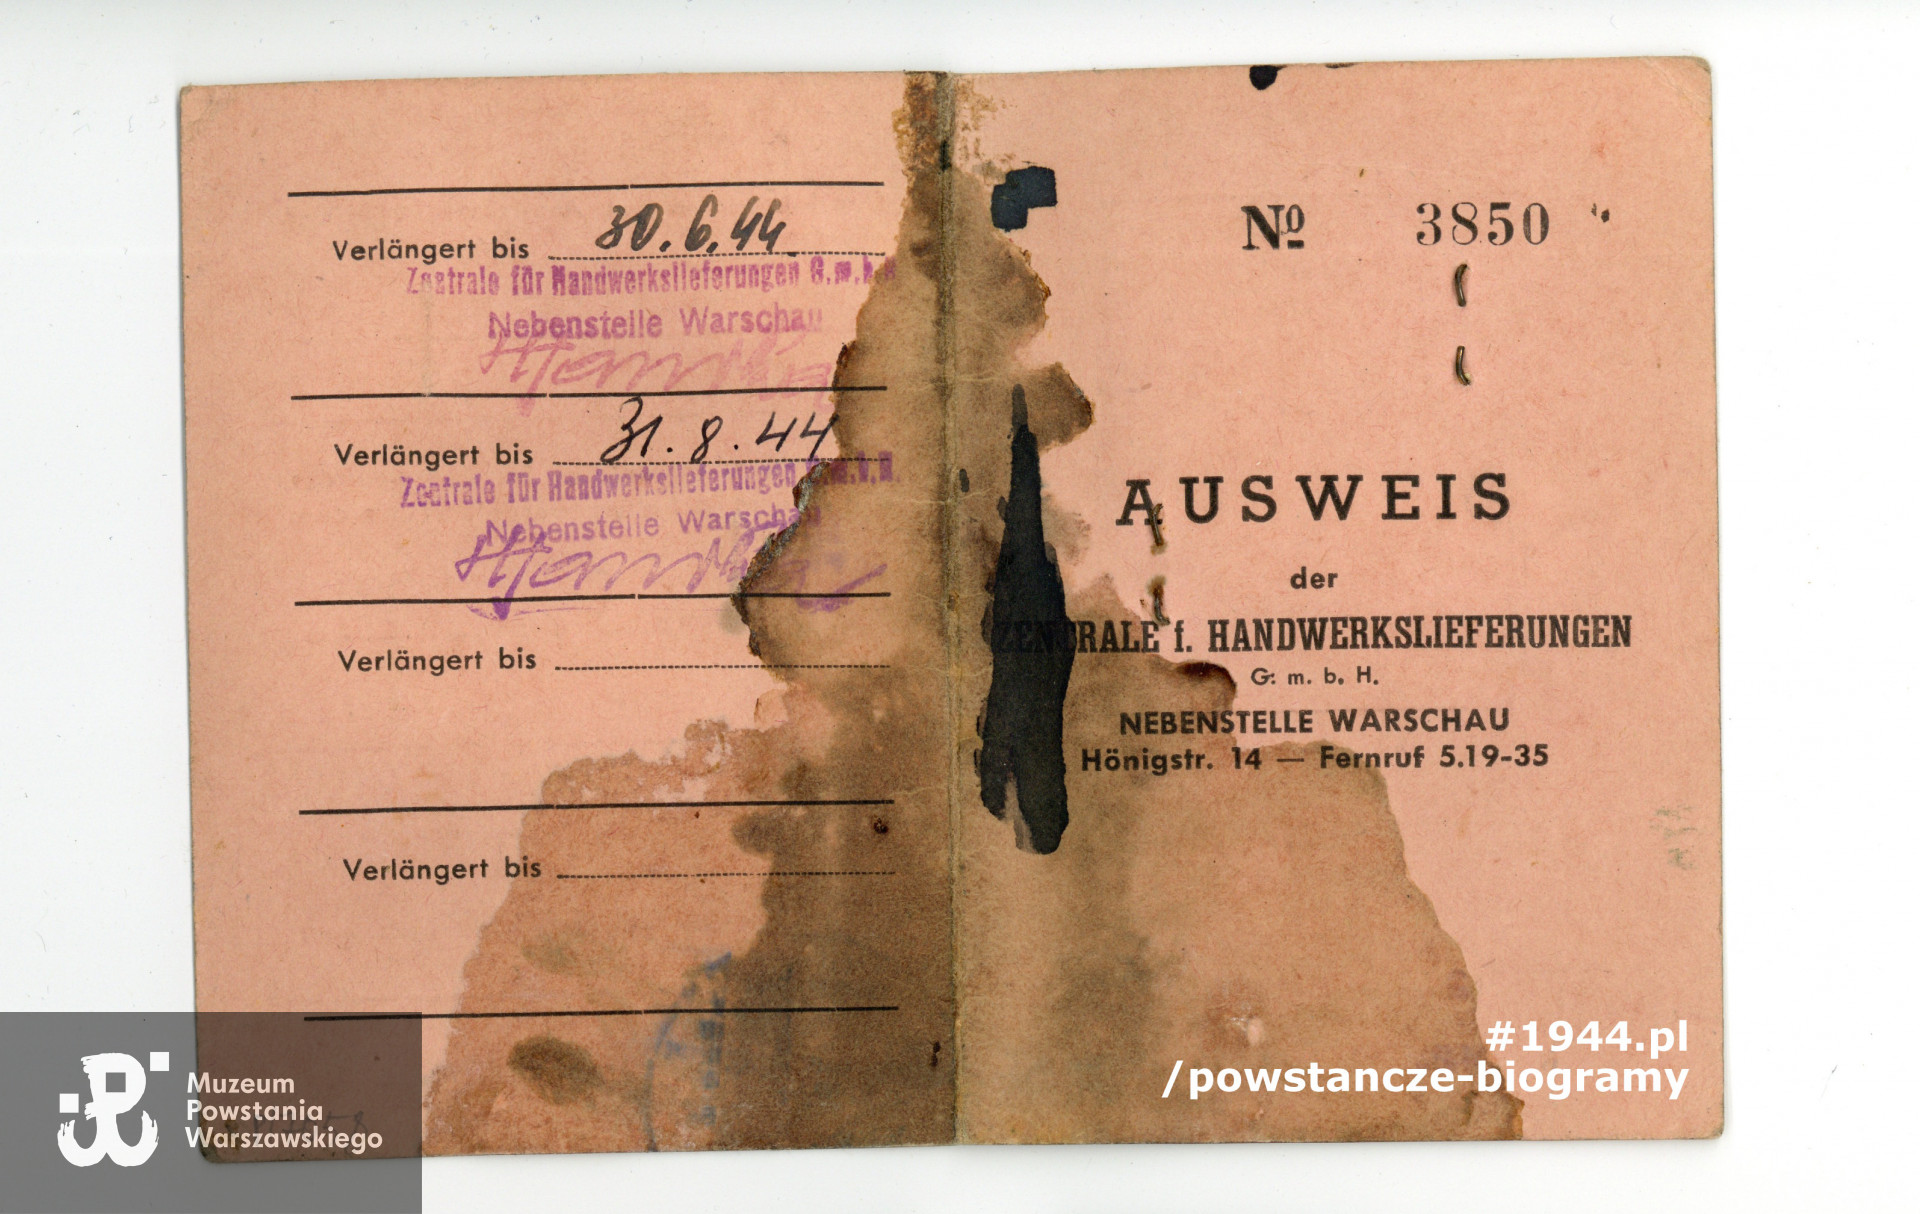 Verlängert bis 30.6.44
Zentrale für Handwerkslieferungen G.m.b.H
Nebenstelle Warschau
Verlängert bis 31.8.44
Zentrale für Handwerkslieferungen G.m.b.H.
Nebenstelle Warschau
Verlängert bis
Verlängert bis
Nº 3850
AUSWEIS
der
ZENTRALE f. HANDWERKSLIEFERUNGEN
G. m. b. H.
NEBENSTELLE WARSCHAU
Hönigstr. 14 — Fernruf 5.19-35
#1944.pl
/powstancze-biogramy
Muzeum
Powstania
Warszawskiego